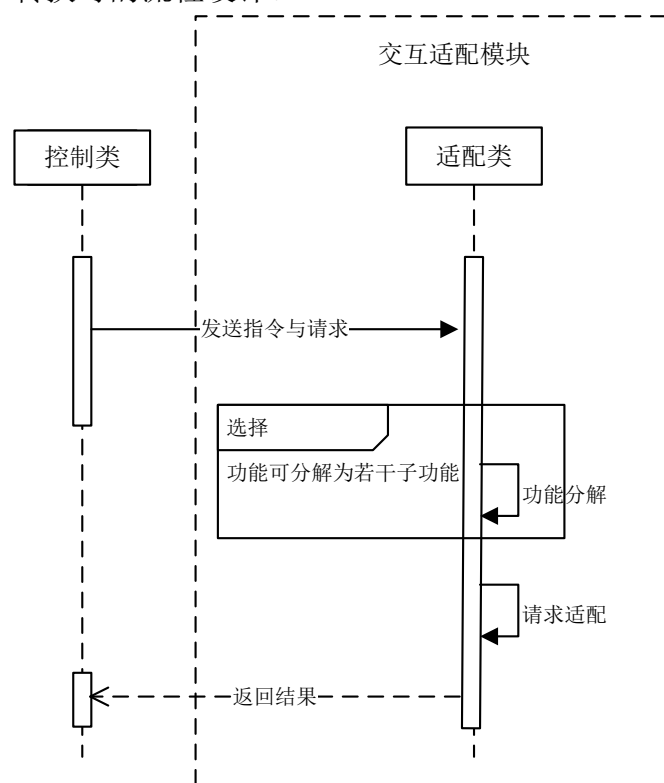 交互适配模块
控制类
适配类
发送指令与请求
选择
功能可分解为若干子功能
功能分解
请求适配
返回结果